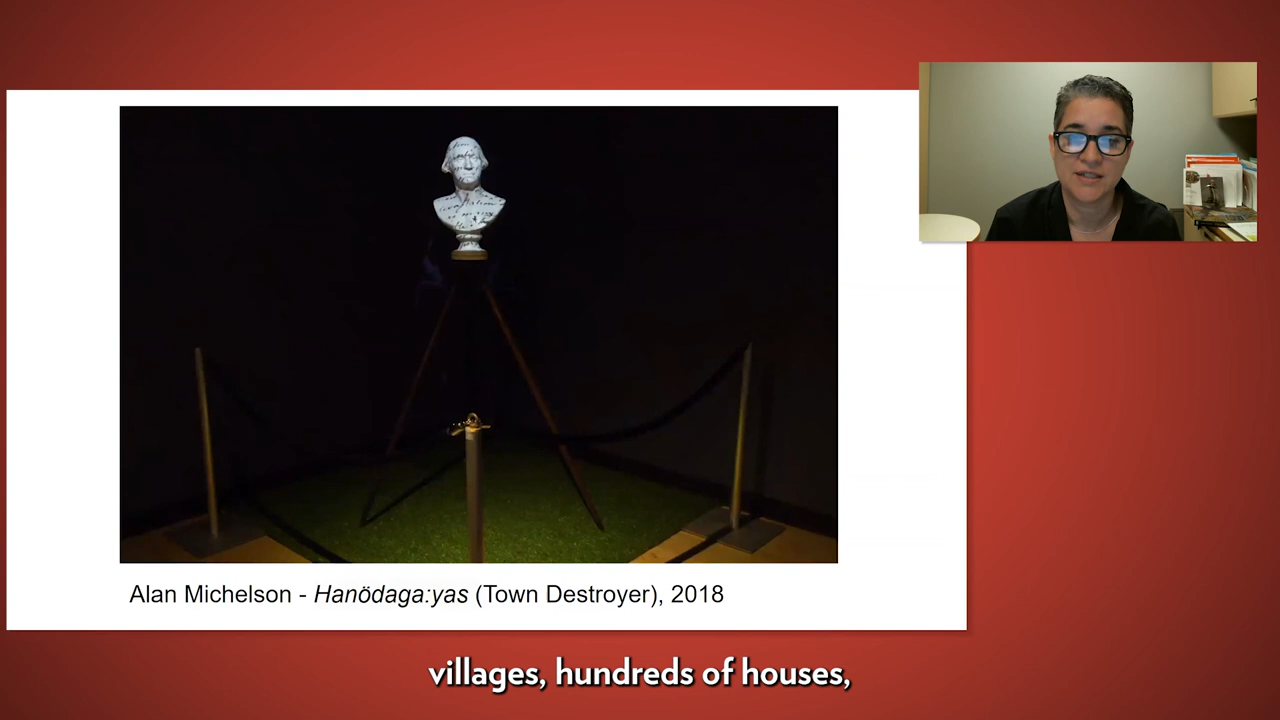 Alan Michelson - Hanödaga:yas (Town Destroyer), 2018
villages, hundreds of houses,